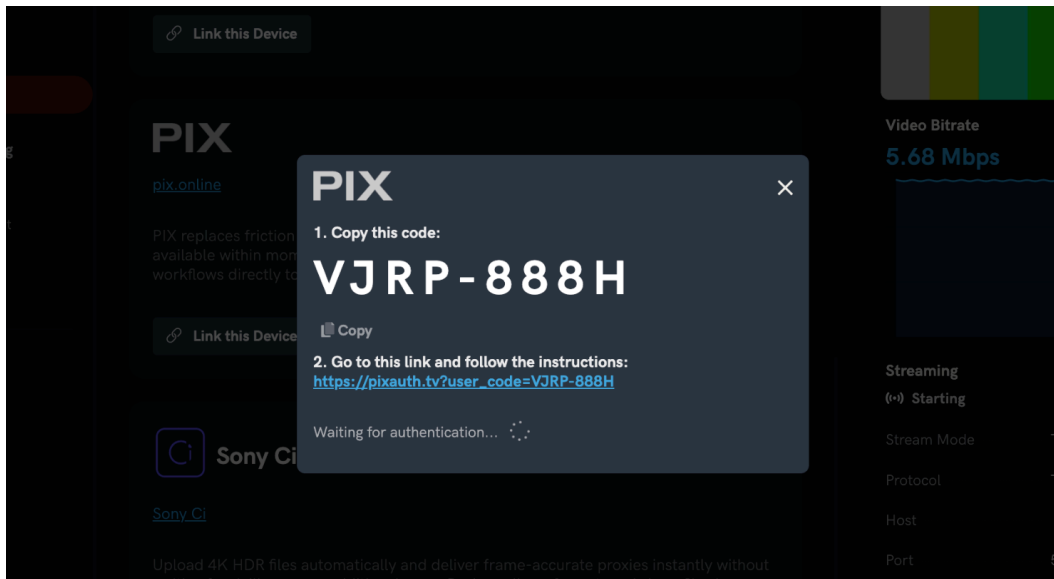 Link this Device
PIX
pix.online
PIX replaces friction
available within mom
workflows directly to
Link this Device
Sony Ci
Sony Ci
Upload 4K HDR files automatically and deliver frame-accurate proxies instantly without
PIX
1. Copy this code:
VJRP-888H
Copy
2. Go to this link and follow the instructions:
https://pixauth.tv?user_code=VJRP-888H
Waiting for authentication...
Video Bitrate
5.68 Mbps
Streaming
Starting
Stream Mode
Protocol
Host
Port